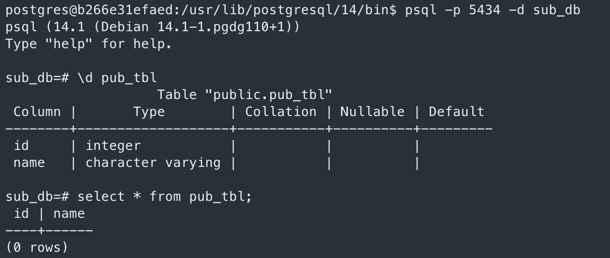 postgres@b266e31efaed:/usr/lib/postgresql/14/bin$ psql -p 5434 -d sub_db
psql (14.1 (Debian 14.1-1.pgdg110+1))
Type "help" for help.

sub_db=# \d pub_tbl
                   Table "public.pub_tbl"
 Column |       Type        | Collation | Nullable | Default
--------+-------------------+-----------+----------+---------
 id     | integer           |           |          |
 name   | character varying |           |          |

sub_db=# select * from pub_tbl;
 id | name
----+------
(0 rows)